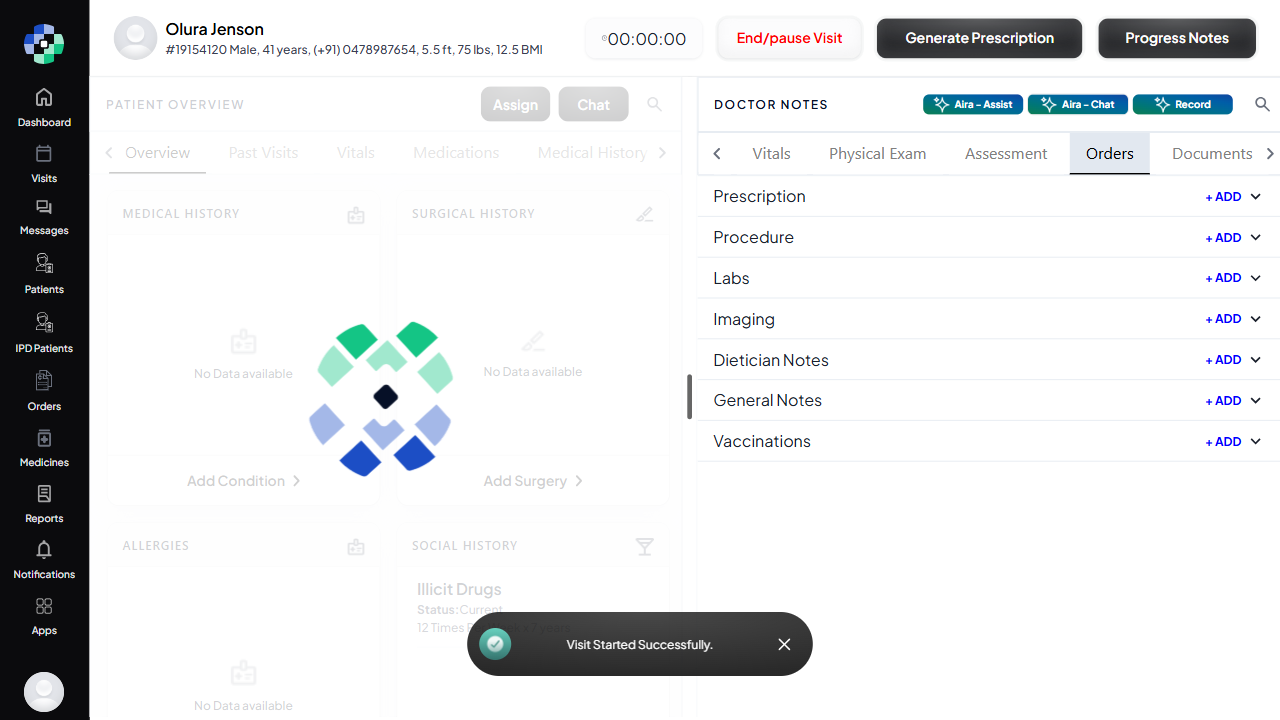 Olura Jenson
#19154120 Male, 41 years, (+91) 0478987654, 5.5 ft, 75 lbs, 12.5 BMI
00:00:00
End/pause Visit
Generate Prescription
Progress Notes
Dashboard
Visits
Messages
Patients
IPD Patients
Orders
Medicines
Reports
Notifications
Apps
PATIENT OVERVIEW
Assign
Chat
Overview
Past Visits
Vitals
Medications
Medical History
MEDICAL HISTORY
No Data available
Add Condition
SURGICAL HISTORY
No Data available
Add Surgery
ALLERGIES
No Data available
SOCIAL HISTORY
Illicit Drugs
Status: Current
12 Times
Visit Started Successfully.
DOCTOR NOTES
Aira – Assist
Aira – Chat
Record
Vitals
Physical Exam
Assessment
Orders
Documents
Prescription + ADD
Procedure + ADD
Labs + ADD
Imaging + ADD
Dietician Notes + ADD
General Notes + ADD
Vaccinations + ADD